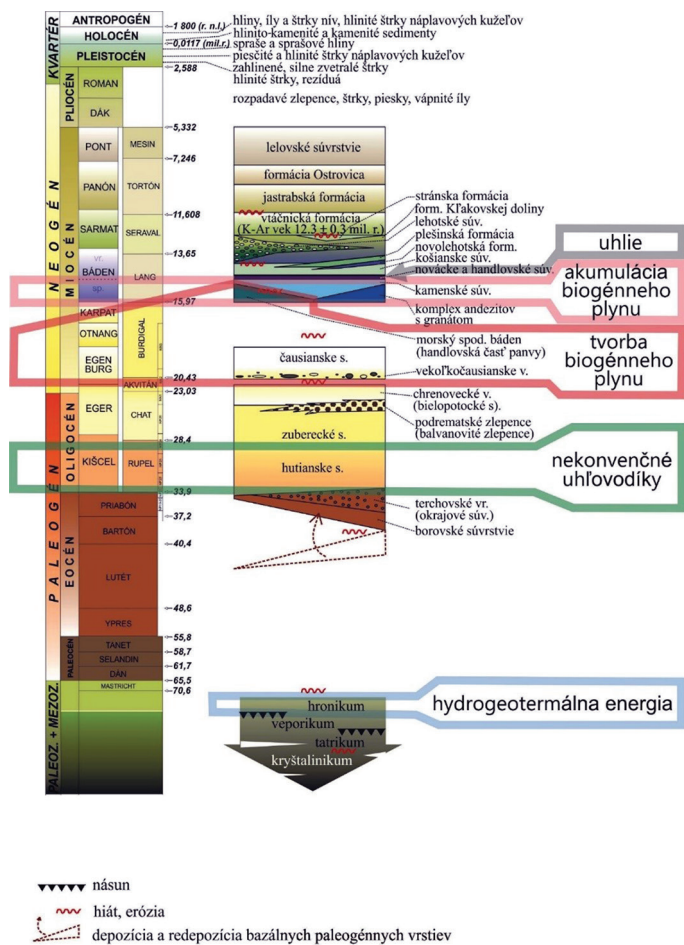 KVARTÉR
ANTROPOGÉN
HOLOCÉN
PLEISTOCÉN
1 800 (r. n.l.)
0,0117 (mil.r.)
2,588
hliny, íly a štrky nív, hlinité štrky náplavových kužeľov
hlinito-kamenité a kamenité sedimenty
spraše a sprašové hliny
piesčité a hlinité štrky náplavových kužeľov
zahlinené, silne zvetralé štrky
hlinité štrky, rezíduá
rozpadavé zlepence, štrky, piesky, vápnité íly
NEOGÉN
PLIOCÉN
ROMAN
DÁK
5,332
MIOCÉN
PONT
MESIN
7,246
PANÓN
TORTÓN
11,608
SARMAT
SERAVAL
13,65
vr.
BÁDEN
sp.
LANG
15,97
KARPAT
OTNANG
EGEN
BURG
BURDIGAL
20,43
AKVITÁN
23,03
lelovské súvrstvie
formácia Ostrovica
jastrabská formácia
vtáčnická formácia
(K-Ar vek 12.3 ± 0.3 mil. r.)
stránska formácia
form. Kľakovskej doliny
lehotské súv.
plešinská formácia
novolehotská form.
košianske súv.
novácke a handlovské súv.
kamenské súv.
komplex andezitov
s granátom
morský spod. báden
(handlovská časť panvy)
čausianske s.
vekoľkočausianske v.
uhlie
akumulácia
biogénneho
plynu
tvorba
biogénneho
plynu
PALEOGÉN
OLIGOCÉN
EGER
CHAT
28,4
KIŠCEL
RUPEL
33,9
chrenovecké v.
(bielopotocké s).
podrematské zlepence
(balvanovité zlepence)
zuberecké s.
hutianske s.
nekonvenčné
uhľovodíky
EOCÉN
PRIABÓN
37,2
BARTÓN
40,4
LUTÉT
48,6
YPRES
55,8
terchovské vr.
(okrajové súv.)
borovské súvrstvie
PALEOCÉN
TANET
58,7
SELANDIN
61,7
DÁN
65,5
PALEOZ. + MEZOZ.
MASTRICHT
70,6
hronikum
veporikum
tatrikum
kryštalinikum
hydrogeotermálna energia
násun
hiát, erózia
depozícia a redepozícia bazálnych paleogénnych vrstiev